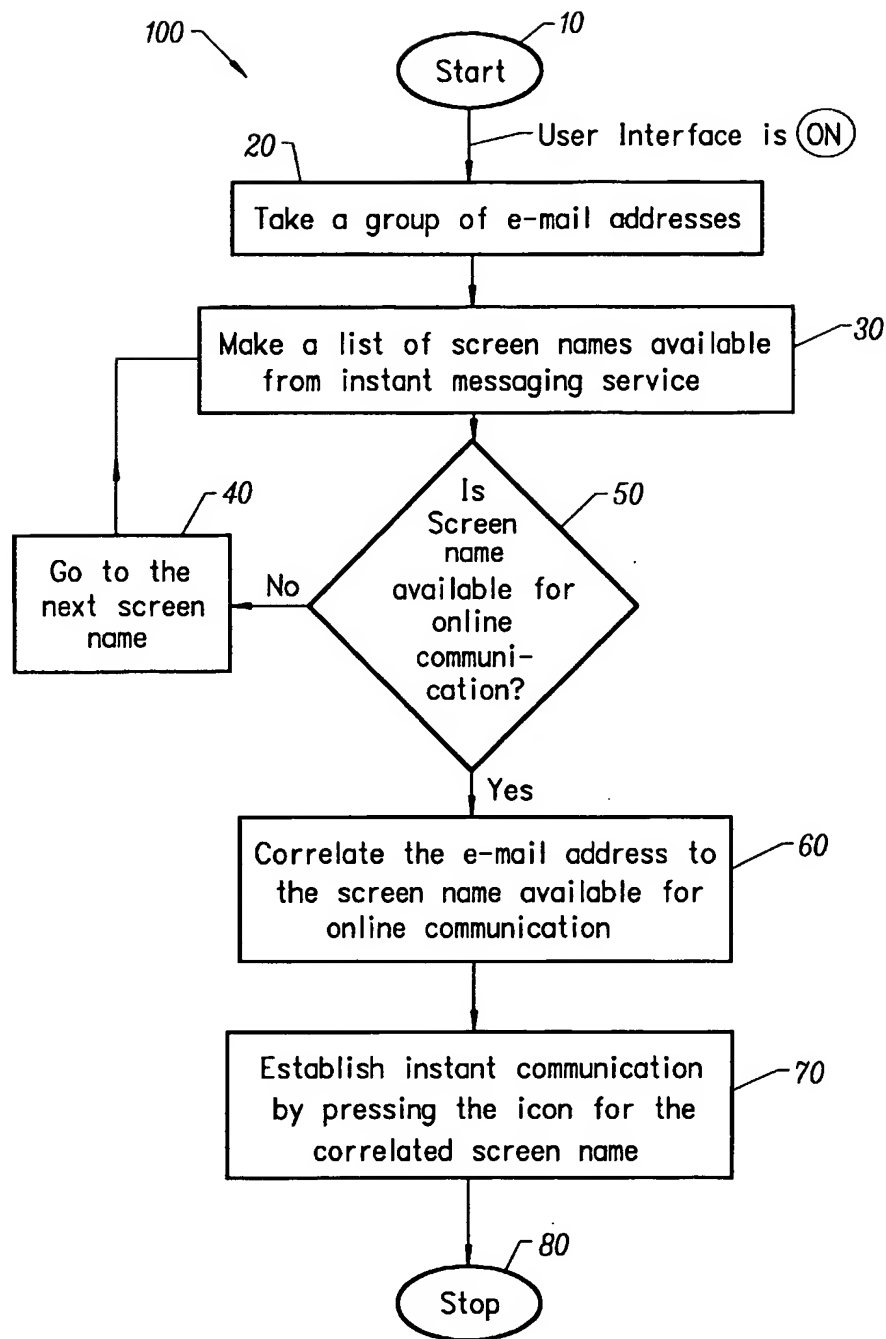 100
10
Start
User Interface is ON
20
Take a group of e-mail addresses
30
Make a list of screen names available
from instant messaging service
40
Go to the
next screen
name
No
50
Is
Screen
name
available for
online
communi-
cation?
Yes
60
Correlate the e-mail address to
the screen name available for
online communication
70
Establish instant communication
by pressing the icon for the
correlated screen name
80
Stop